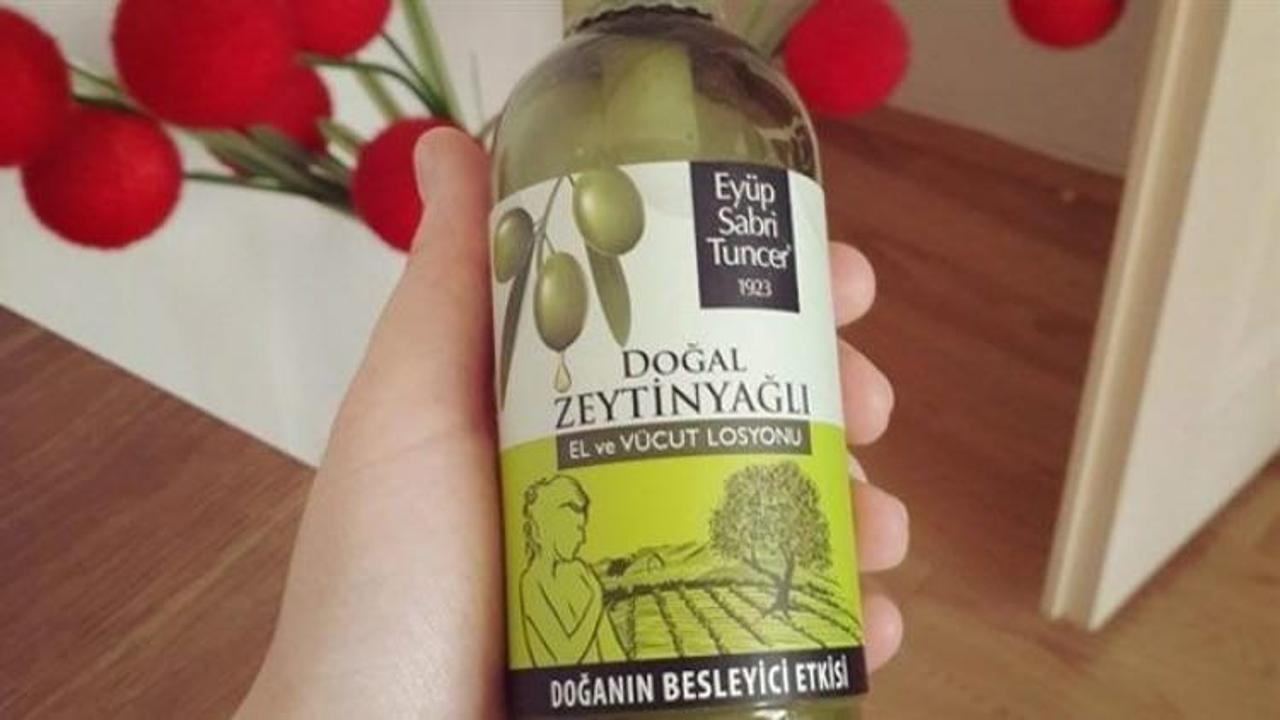 Eyüp
Sabri
Tuncer
1923
DOĞAL
ZEYTİNYAĞLI
EL ve VÜCUT LOSYONU
DOĞANIN BESLEYİCİ ETKİSİ